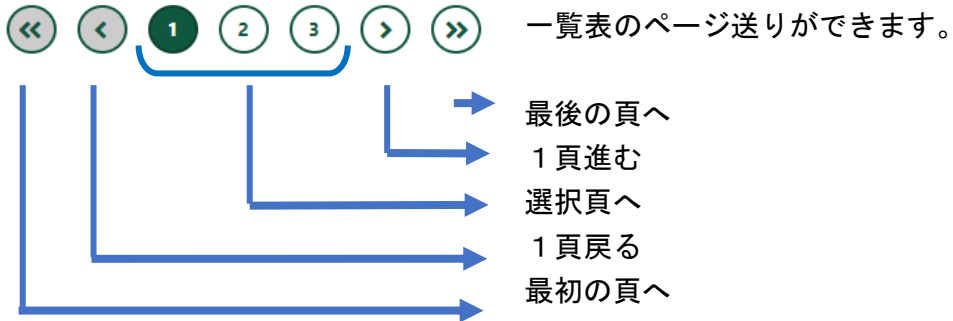 « ‹ 1 2 3 › » 一覧表のページ送りができます。
最後の頁へ
１頁進む
選択頁へ
１頁戻る
最初の頁へ